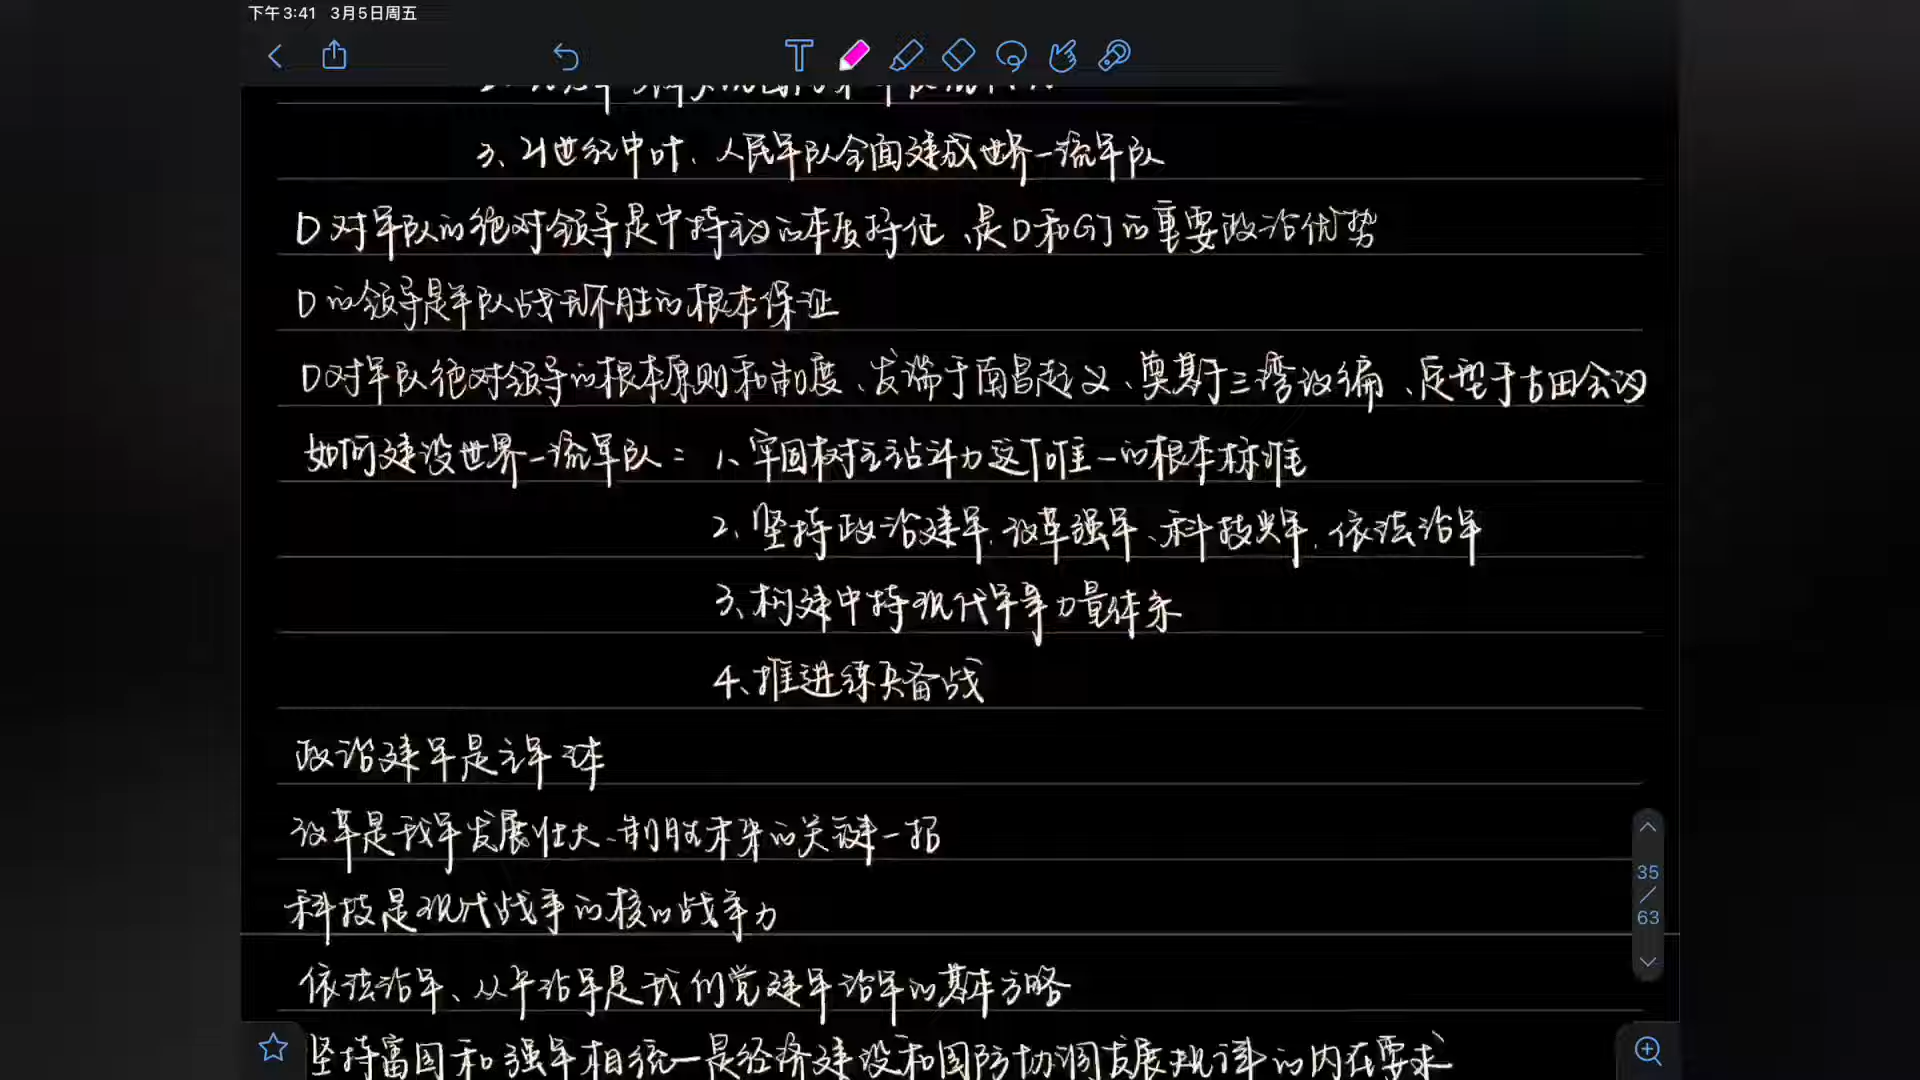 下午3:41 3月5日周五
3、21世纪中叶、人民军队全面建成世界一流军队
D对军队的绝对领导是中特主义的本质特征、是D和GJ的重要政治优势
D的领导是军队战无不胜的根本保证
D对军队绝对领导的根本原则和制度、发端于南昌起义、奠基于三湾改编、定型于古田会议
如何建设世界一流军队: 1、牢固树立战斗力这个唯一的根本标准
2、坚持政治建军、改革强军、科技兴军、依法治军
3、构建中特现代军事力量体系
4、推进练兵备战
政治建军是立军之本
改革是我军发展壮大、制胜未来的关键一招
科技是现代战争的核心战争力
依法治军、从严治军是我们党建军治军的基本方略
坚持富国和强军相统一是经济建设和国防协调发展规律的内在要求
35
/
63